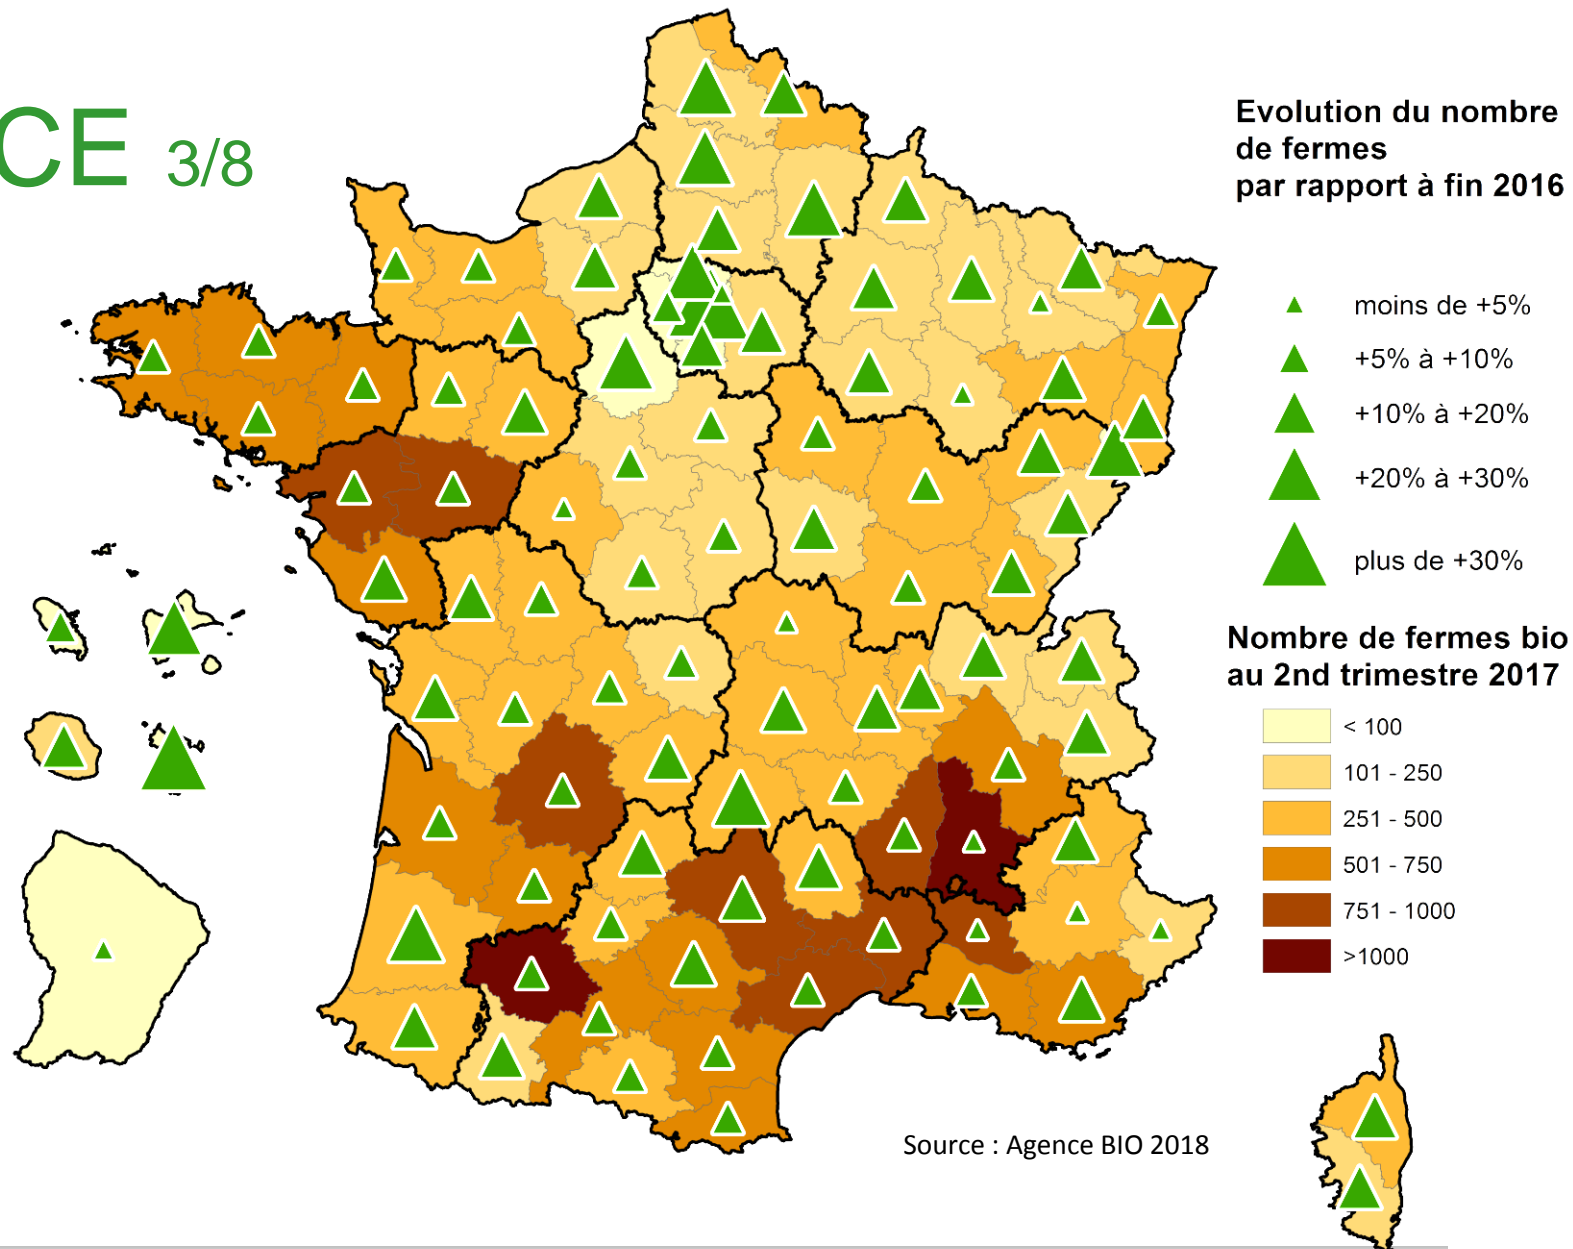 CE 3/8
Evolution du nombre
de fermes
par rapport à fin 2016
moins de +5%
+5% à +10%
+10% à +20%
+20% à +30%
plus de +30%
Nombre de fermes bio
au 2nd trimestre 2017
< 100
101 - 250
251 - 500
501 - 750
751 - 1000
>1000
Source : Agence BIO 2018